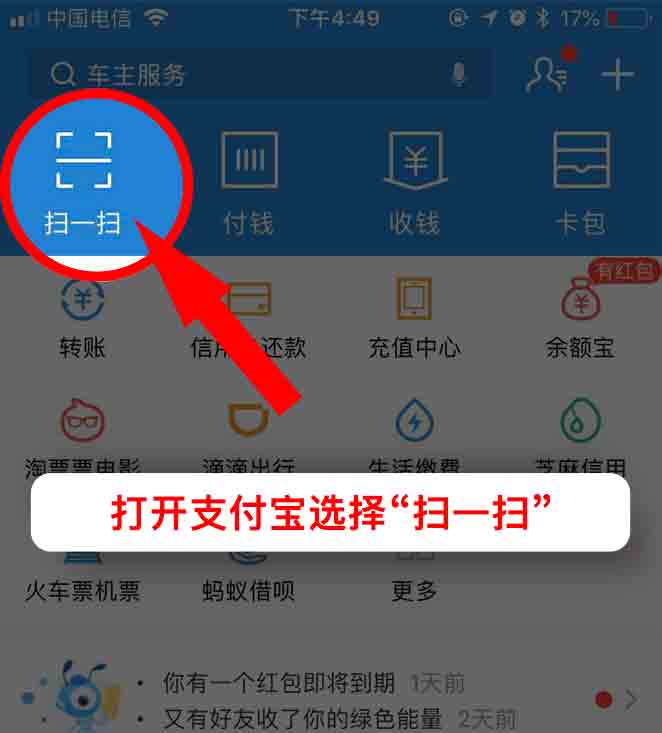 中国电信 下午4:49 17%
车主服务
扫一扫 付钱 收钱 卡包
有红包
转账 信用 还款 充值中心 余额宝
淘票票电影 滴滴出行 生活缴费 芝麻信用
打开支付宝选择“扫一扫”
火车票机票 蚂蚁借呗 更多
你有一个红包即将到期 1天前
又有好友收了你的绿色能量 2天前